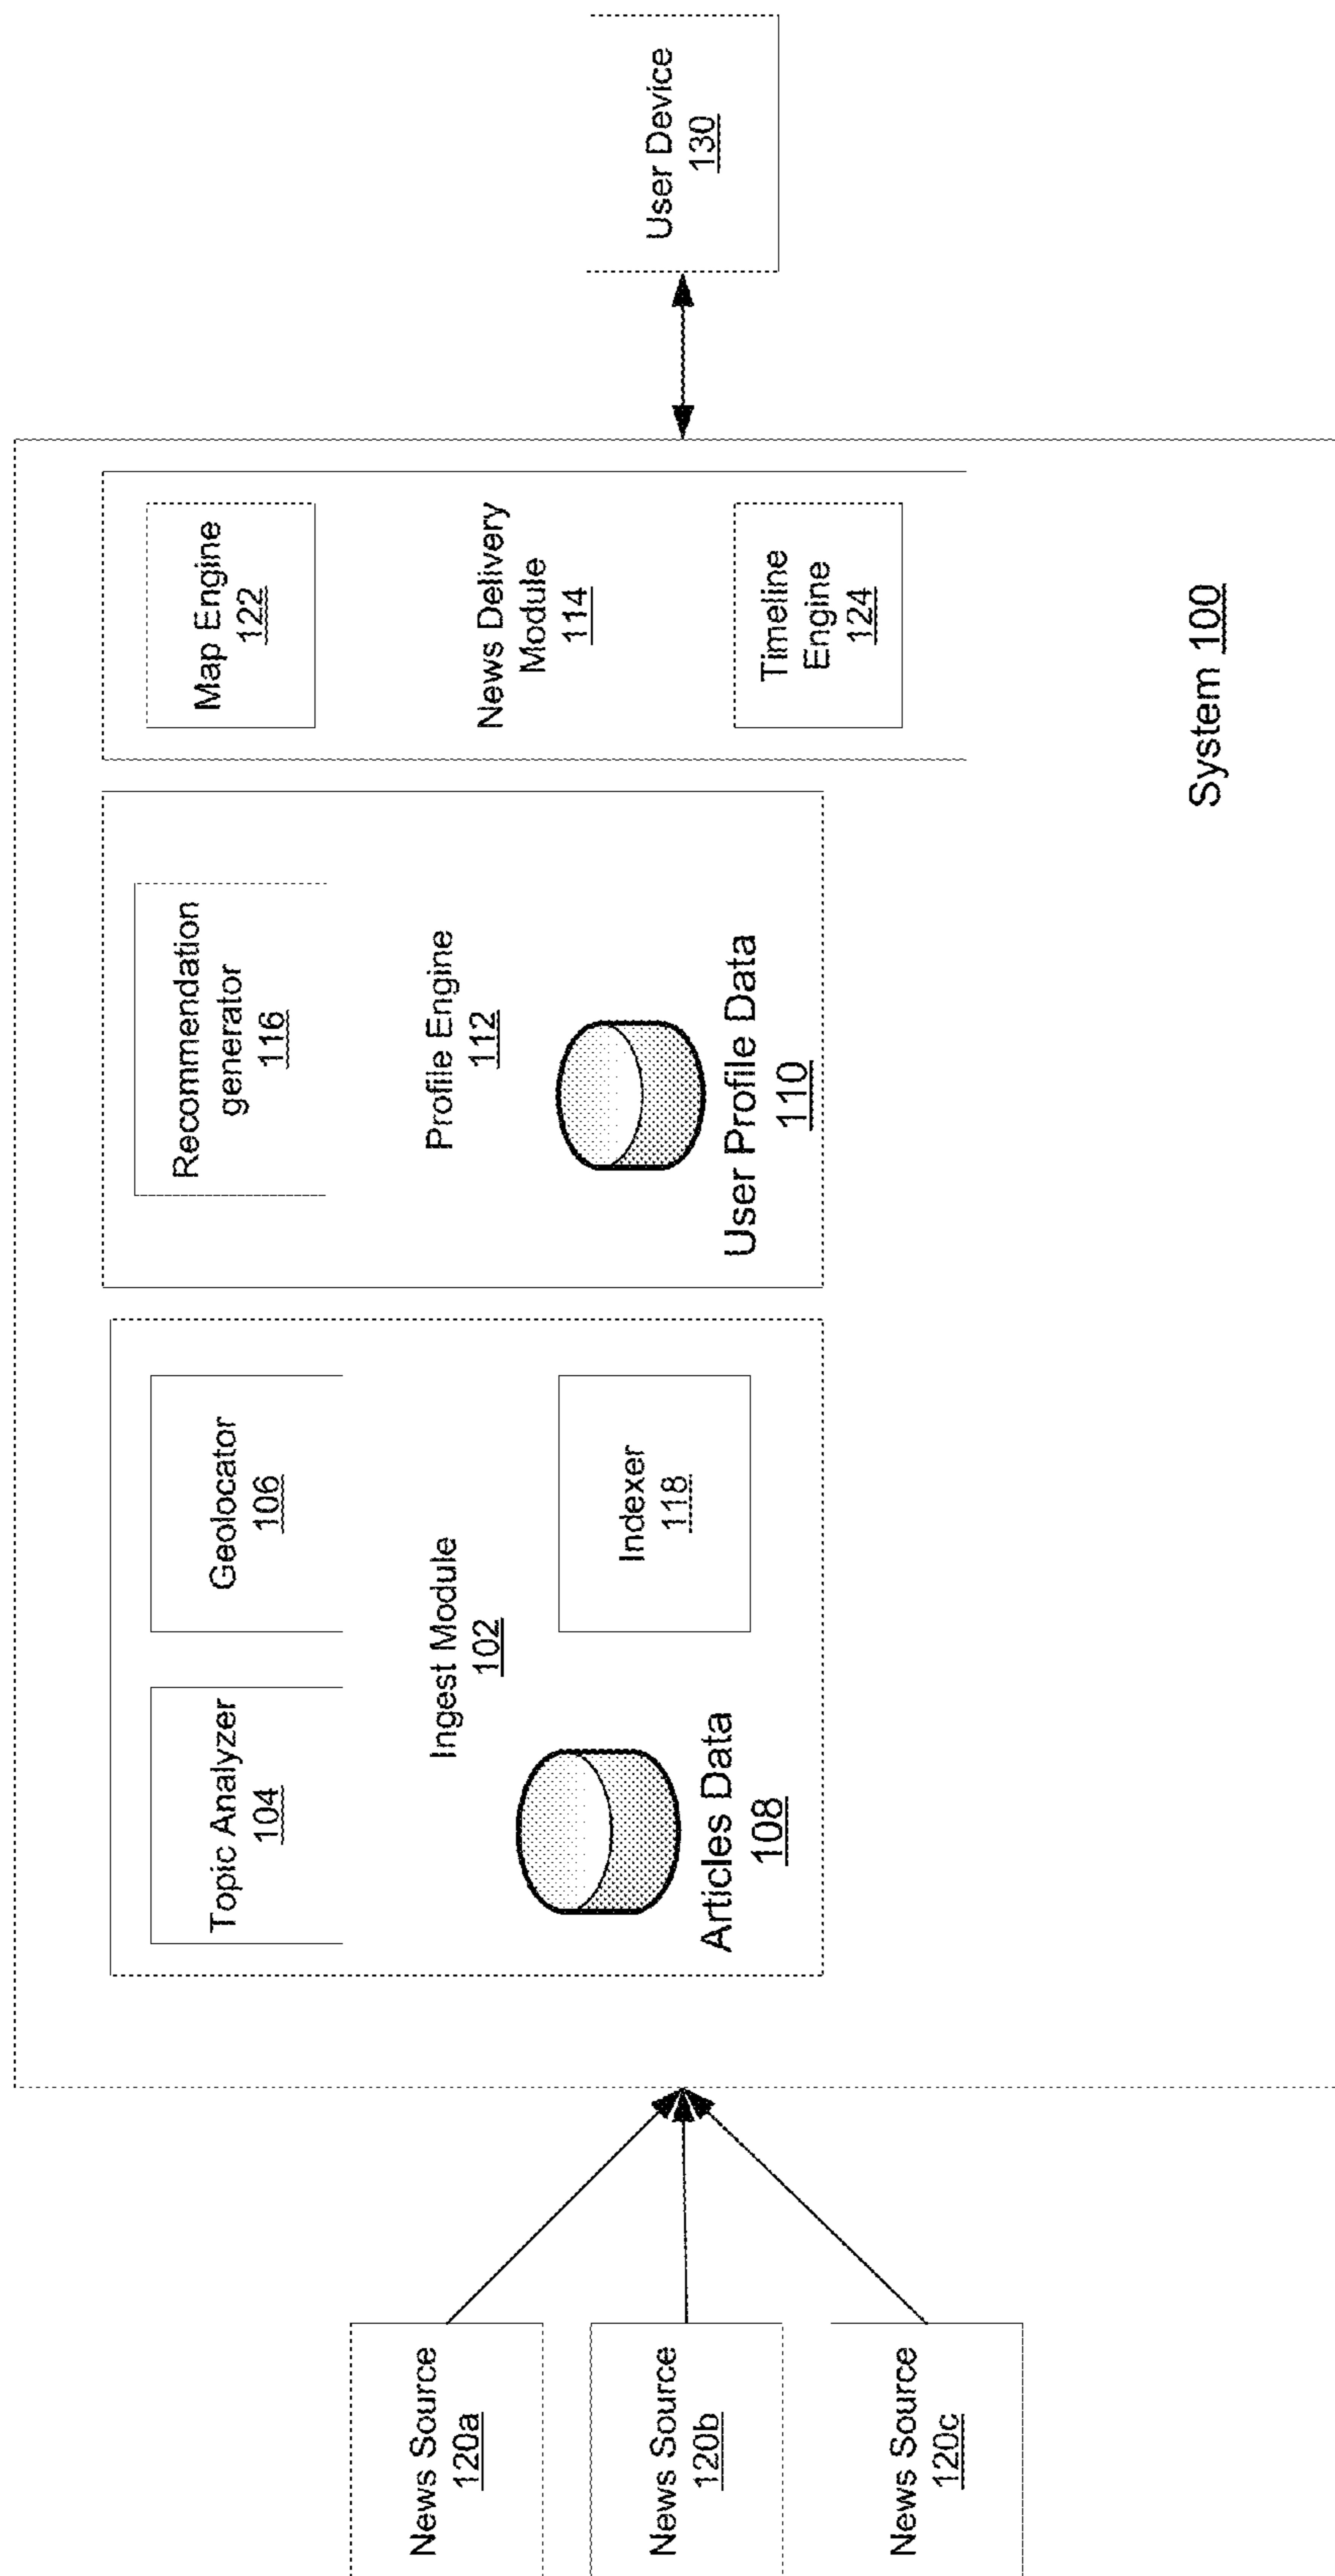 News Source
120a
News Source
120b
News Source
120c
Topic Analyzer
104
Geolocator
106
Ingest Module
102
Articles Data
108
Indexer
118
Recommendation
generator
116
Profile Engine
112
User Profile Data
110
Map Engine
122
News Delivery
Module
114
Timeline
Engine
124
System 100
User Device
130